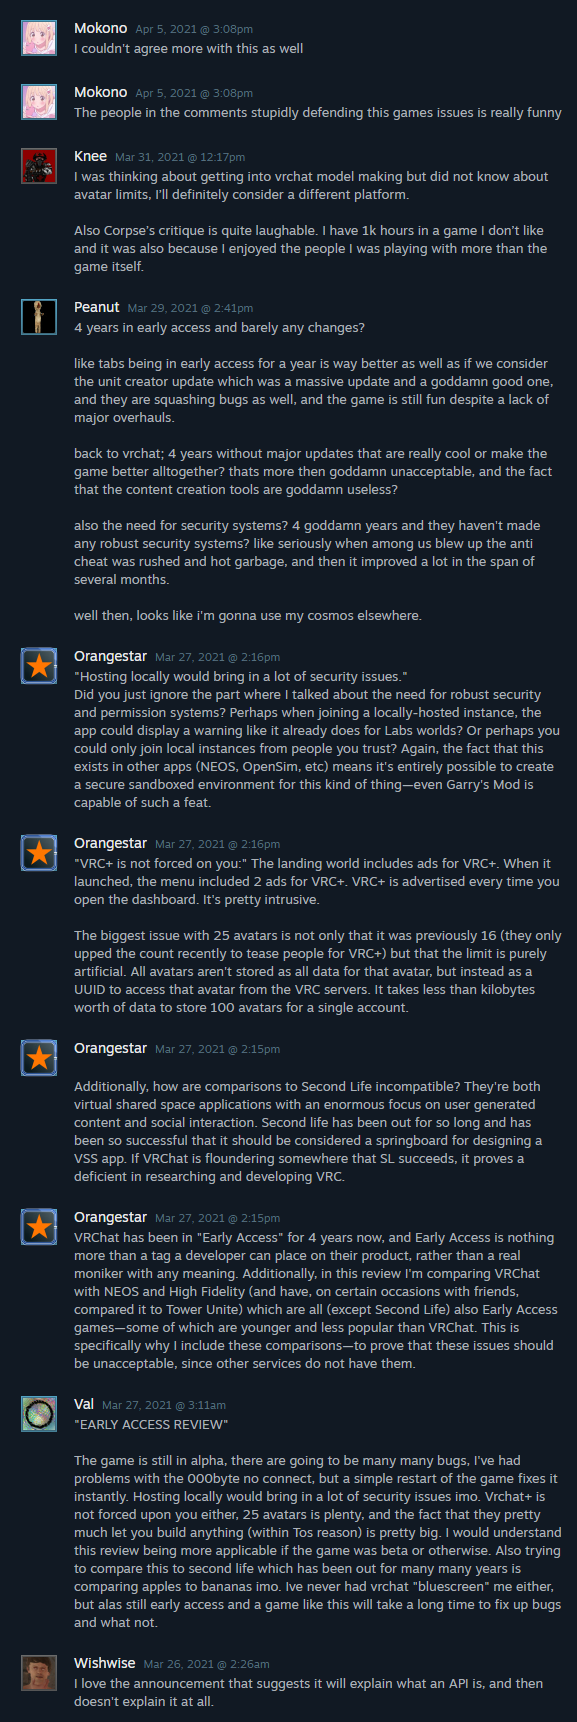 Mokono Apr 5, 2021 @ 3:08pm
I couldn't agree more with this as well
Mokono Apr 5, 2021 @ 3:08pm
The people in the comments stupidly defending this games issues is really funny
Knee Mar 31, 2021 @ 12:17pm
I was thinking about getting into vrchat model making but did not know about
avatar limits, I'll definitely consider a different platform.
Also Corpse's critique is quite laughable. I have 1k hours in a game I don't like
and it was also because I enjoyed the people I was playing with more than the
game itself.
Peanut Mar 29, 2021 @ 2:41pm
4 years in early access and barely any changes?
like tabs being in early access for a year is way better as well as if we consider
the unit creator update which was a massive update and a goddamn good one,
and they are squashing bugs as well, and the game is still fun despite a lack of
major overhauls.
back to vrchat; 4 years without major updates that are really cool or make the
game better alltogether? thats more then goddamn unacceptable, and the fact
that the content creation tools are goddamn useless?
also the need for security systems? 4 goddamn years and they haven't made
any robust security systems? like seriously when among us blew up the anti
cheat was rushed and hot garbage, and then it improved a lot in the span of
several months.
well then, looks like i'm gonna use my cosmos elsewhere.
Orangestar Mar 27, 2021 @ 2:16pm
"Hosting locally would bring in a lot of security issues."
Did you just ignore the part where I talked about the need for robust security
and permission systems? Perhaps when joining a locally-hosted instance, the
app could display a warning like it already does for Labs worlds? Or perhaps you
could only join local instances from people you trust? Again, the fact that this
exists in other apps (NEOS, OpenSim, etc) means it's entirely possible to create
a secure sandboxed environment for this kind of thing—even Garry's Mod is
capable of such a feat.
Orangestar Mar 27, 2021 @ 2:16pm
"VRC+ is not forced on you:" The landing world includes ads for VRC+. When it
launched, the menu included 2 ads for VRC+. VRC+ is advertised every time you
open the dashboard. It's pretty intrusive.
The biggest issue with 25 avatars is not only that it was previously 16 (they only
upped the count recently to tease people for VRC+) but that the limit is purely
artificial. All avatars aren't stored as all data for that avatar, but instead as a
UUID to access that avatar from the VRC servers. It takes less than kilobytes
worth of data to store 100 avatars for a single account.
Orangestar Mar 27, 2021 @ 2:15pm
Additionally, how are comparisons to Second Life incompatible? They're both
virtual shared space applications with an enormous focus on user generated
content and social interaction. Second life has been out for so long and has
been so successful that it should be considered a springboard for designing a
VSS app. If VRChat is floundering somewhere that SL succeeds, it proves a
deficient in researching and developing VRC.
Orangestar Mar 27, 2021 @ 2:15pm
VRChat has been in "Early Access" for 4 years now, and Early Access is nothing
more than a tag a developer can place on their product, rather than a real
moniker with any meaning. Additionally, in this review I'm comparing VRChat
with NEOS and High Fidelity (and have, on certain occasions with friends,
compared it to Tower Unite) which are all (except Second Life) also Early Access
games—some of which are younger and less popular than VRChat. This is
specifically why I include these comparisons—to prove that these issues should
be unacceptable, since other services do not have them.
Val Mar 27, 2021 @ 3:11am
"EARLY ACCESS REVIEW"
The game is still in alpha, there are going to be many many bugs, I've had
problems with the 000byte no connect, but a simple restart of the game fixes it
instantly. Hosting locally would bring in a lot of security issues imo. Vrchat+ is
not forced upon you either, 25 avatars is plenty, and the fact that they pretty
much let you build anything (within Tos reason) is pretty big. I would understand
this review being more applicable if the game was beta or otherwise. Also trying
to compare this to second life which has been out for many many years is
comparing apples to bananas imo. Ive never had vrchat "bluescreen" me either,
but alas still early access and a game like this will take a long time to fix up bugs
and what not.
Wishwise Mar 26, 2021 @ 2:26am
I love the announcement that suggests it will explain what an API is, and then
doesn't explain it at all.